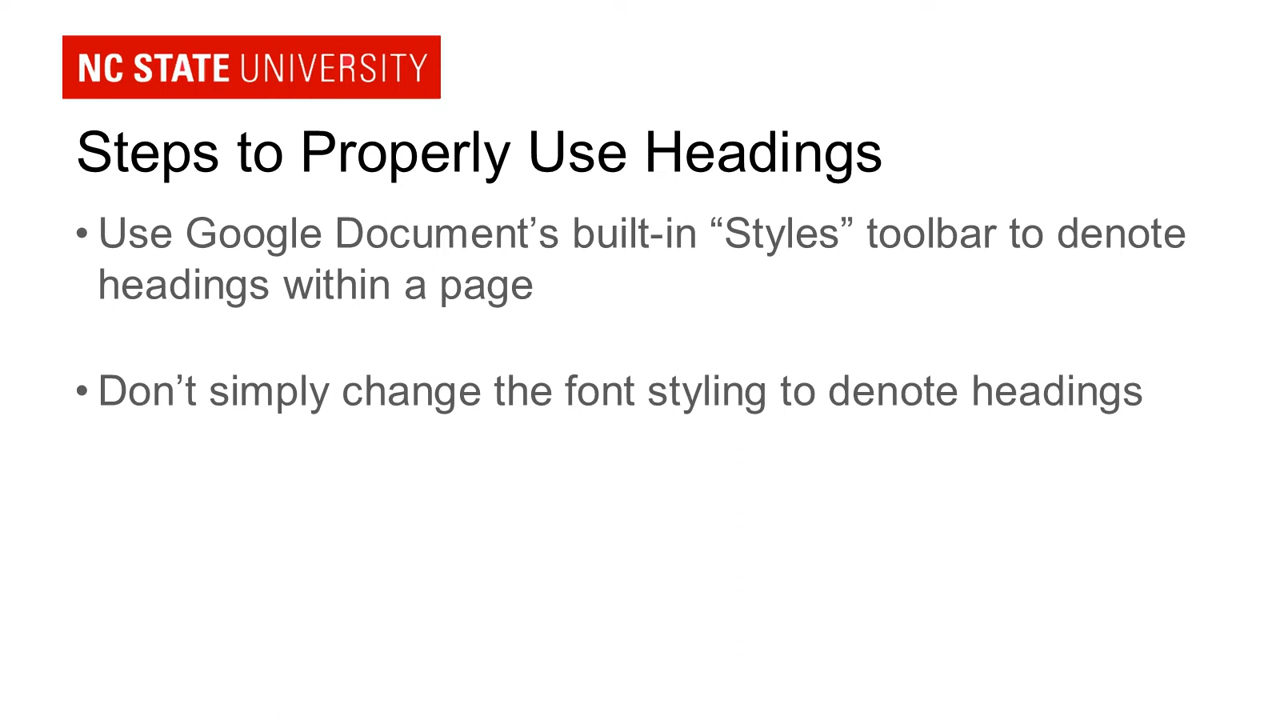 NC STATE UNIVERSITY
Steps to Properly Use Headings
• Use Google Document’s built-in “Styles” toolbar to denote
headings within a page
• Don’t simply change the font styling to denote headings